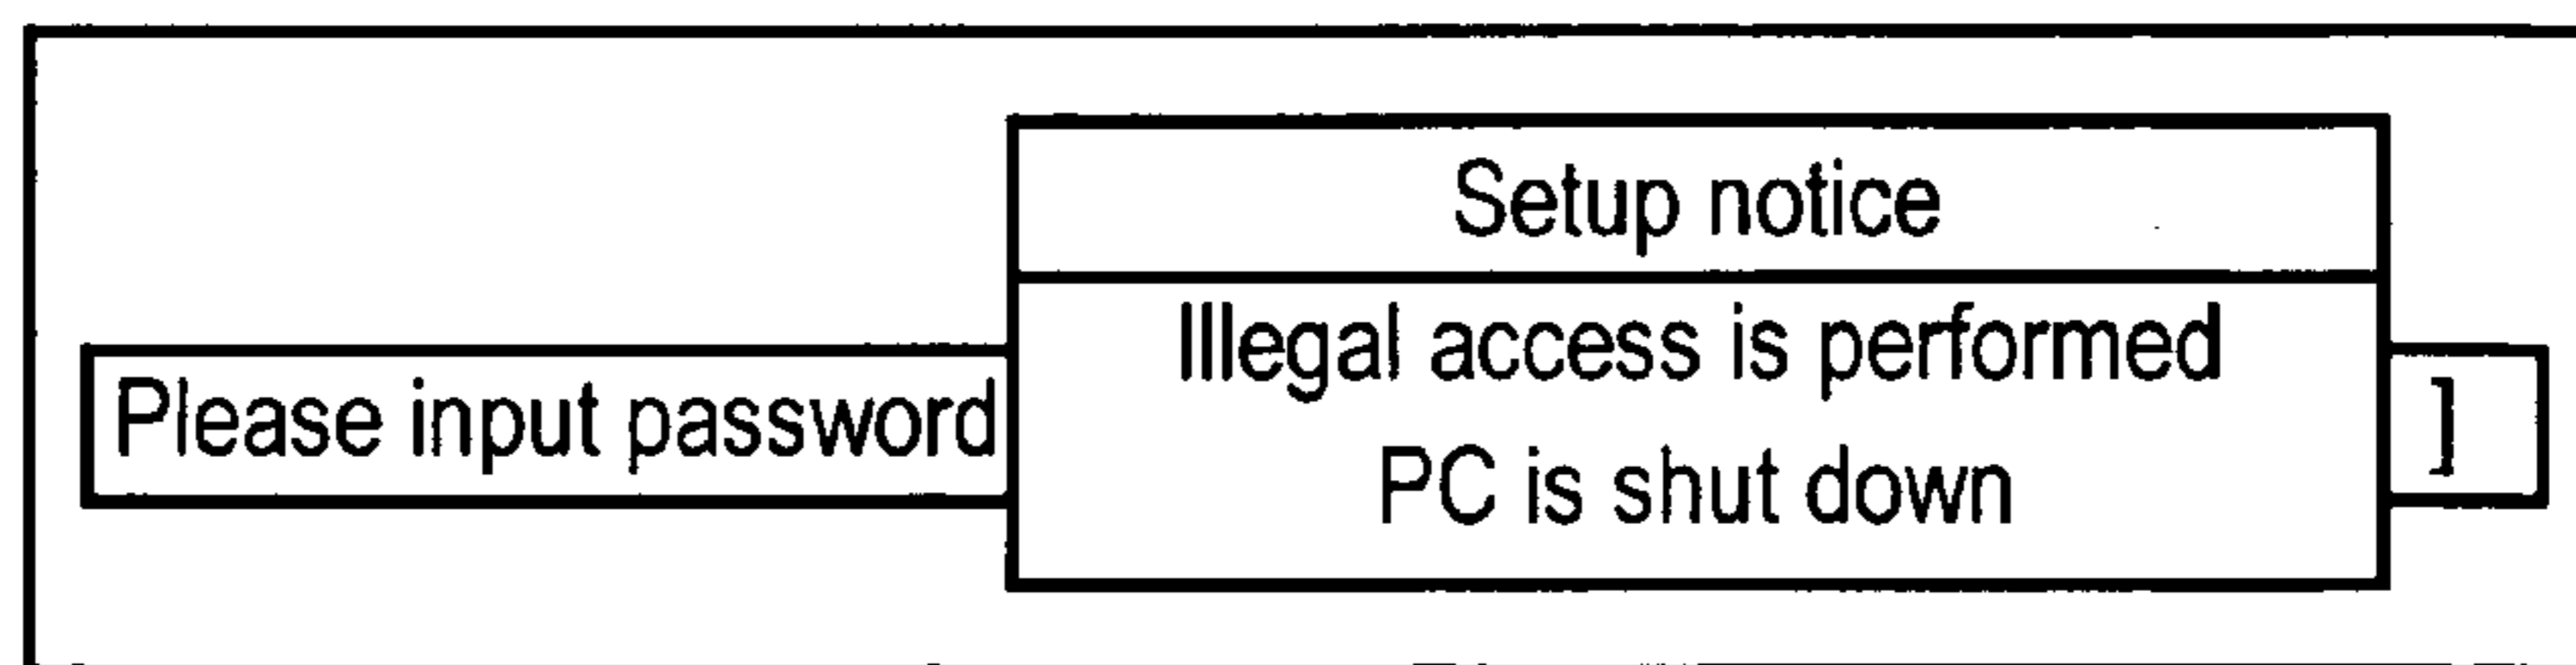 Setup notice
Illegal access is performed
Please input password ]
PC is shut down